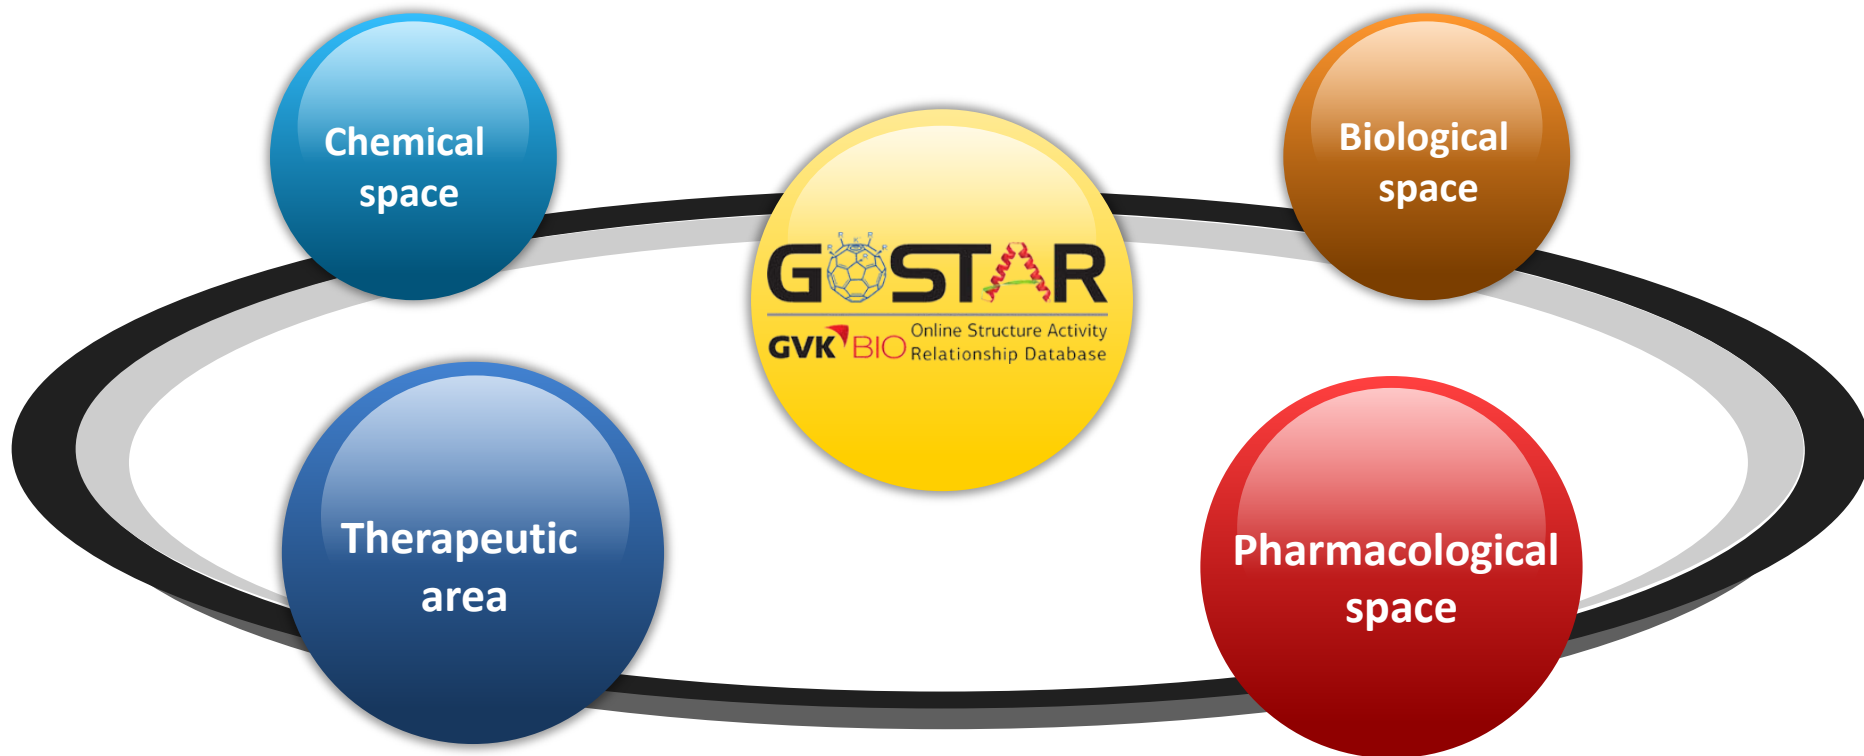 Chemical
space
Biological
space
GOSTAR
GVK BIO
Online Structure Activity
Relationship Database
Therapeutic
area
Pharmacological
space